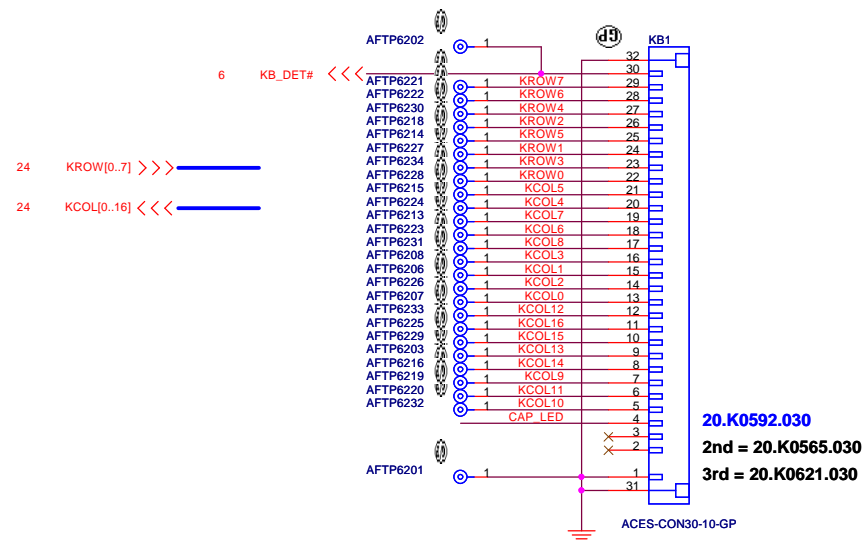 GP
KB1
AFTP6202 1
32
6 KB_DET# 30
AFTP6221 1 KROW7 29
AFTP6222 1 KROW6 28
AFTP6230 1 KROW4 27
AFTP6218 1 KROW2 26
AFTP6214 1 KROW5 25
AFTP6227 1 KROW1 24
24 KROW[0..7] AFTP6234 1 KROW3 23
AFTP6228 1 KROW0 22
AFTP6215 1 KCOL5 21
24 KCOL[0..16] AFTP6224 1 KCOL4 20
AFTP6213 1 KCOL7 19
AFTP6223 1 KCOL6 18
AFTP6231 1 KCOL8 17
AFTP6208 1 KCOL3 16
AFTP6206 1 KCOL1 15
AFTP6226 1 KCOL2 14
AFTP6207 1 KCOL0 13
AFTP6233 1 KCOL12 12
AFTP6225 1 KCOL16 11
AFTP6229 1 KCOL15 10
AFTP6203 1 KCOL13 9
AFTP6216 1 KCOL14 8
AFTP6219 1 KCOL9 7
AFTP6220 1 KCOL11 6
AFTP6232 1 KCOL10 5
CAP_LED 4
3
2
AFTP6201 1 1
31
20.K0592.030
2nd = 20.K0565.030
3rd = 20.K0621.030
ACES-CON30-10-GP